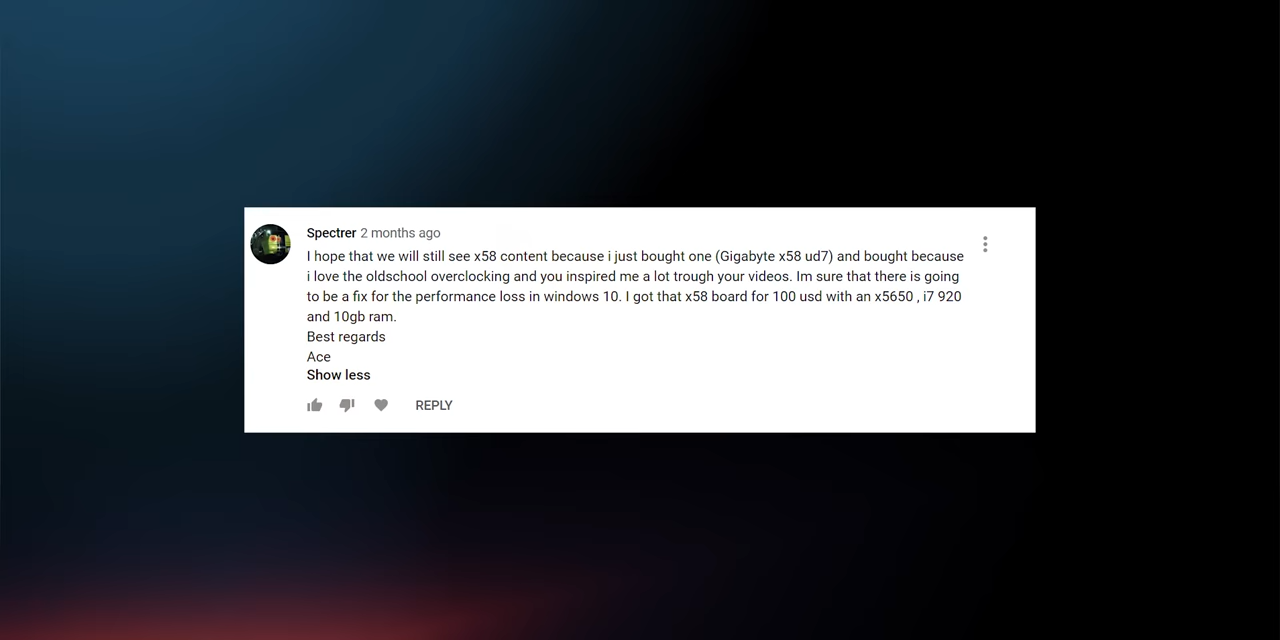 Spectrer 2 months ago
I hope that we will still see x58 content because i just bought one (Gigabyte x58 ud7) and bought because
i love the oldschool overclocking and you inspired me a lot trough your videos. Im sure that there is going
to be a fix for the performance loss in windows 10. I got that x58 board for 100 usd with an x5650 , i7 920
and 10gb ram.
Best regards
Ace
Show less
REPLY